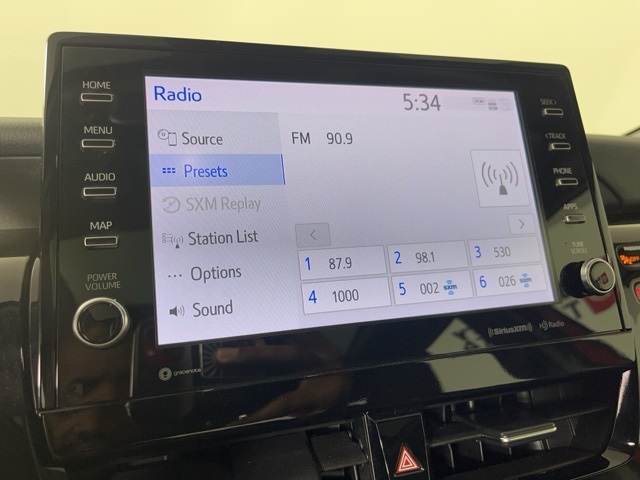 HOME
MENU
AUDIO
MAP
POWER
VOLUME
Radio
5:34
Source
FM 90.9
Presets
SXM Replay
Station List
Options
Sound
1 87.9
2 98.1
3 530
4 1000
5 002 sxm
6 026 sxm
SEEK >
< TRACK
PHONE
APPS
TUNE
SCROLL
SiriusXM
HD Radio
gracenote